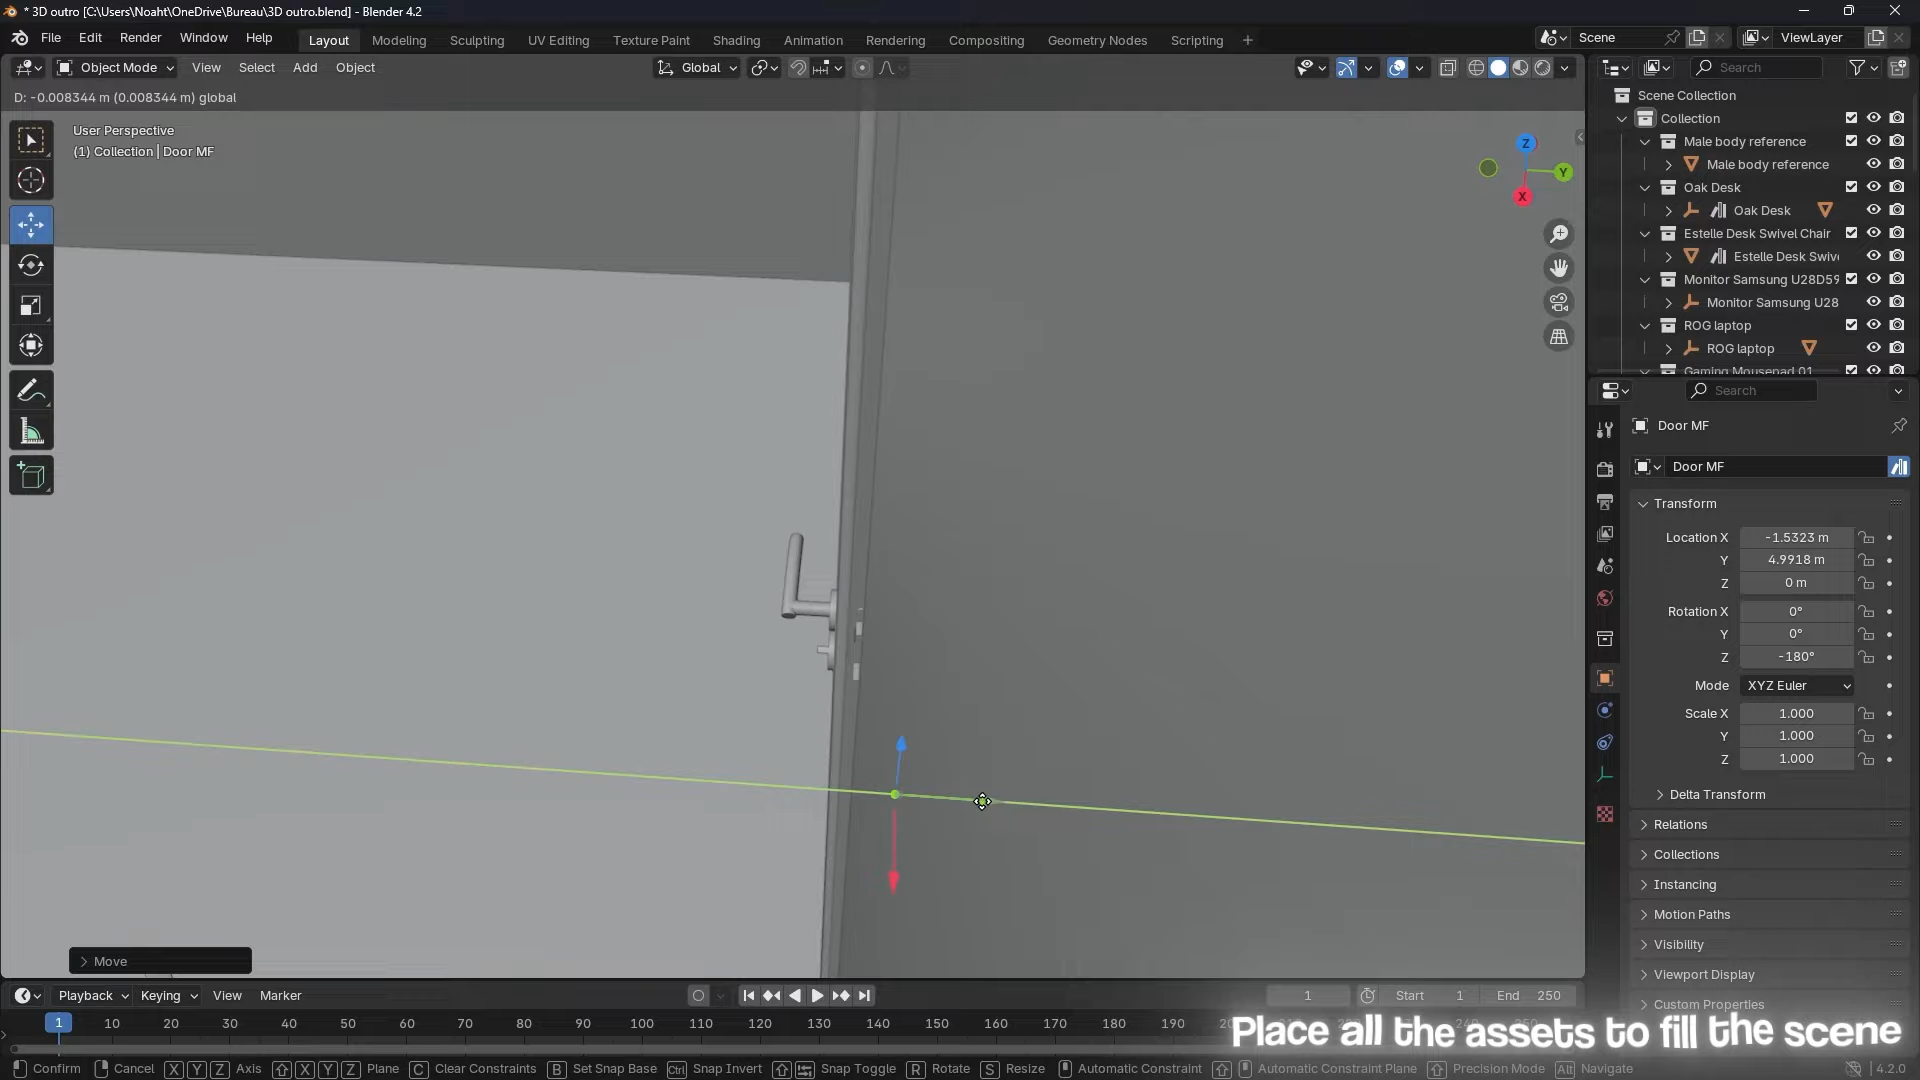 * 3D outro [C:\Users\Noaht\OneDrive\Bureau\3D outro.blend] - Blender 4.2
File Edit Render Window Help Layout Modeling Sculpting UV Editing Texture Paint Shading Animation Rendering Compositing Geometry Nodes Scripting + Scene ViewLayer
Object Mode View Select Add Object Global Search
D: -0.008344 m (0.008344 m) global
User Perspective
(1) Collection | Door MF
Z
Y
X
Scene Collection
Collection
Male body reference
Male body reference
Oak Desk
Oak Desk
Estelle Desk Swivel Chair
Estelle Desk Swive
Monitor Samsung U28D59
Monitor Samsung U28
ROG laptop
ROG laptop
Gaming Mousepad 01
Search
Door MF
Door MF
Transform
Location X -1.5323 m
Y 4.9918 m
Z 0 m
Rotation X 0°
Y 0°
Z -180°
Mode XYZ Euler
Scale X 1.000
Y 1.000
Z 1.000
Delta Transform
Relations
Collections
Instancing
Motion Paths
Visibility
Viewport Display
Custom Properties
Move
Playback Keying View Marker 1 Start 1 End 250
1 10 20 30 40 50 60 70 80 90 100 110 120 130 140 150 160 170 180 190
Place all the assets to fill the scene
Confirm Cancel X Y Z Axis X Y Z Plane C Clear Constraints B Set Snap Base Ctrl Snap Invert Snap Toggle R Rotate S Resize Automatic Constraint Automatic Constraint Plane Precision Mode Alt Navigate 4.2.0